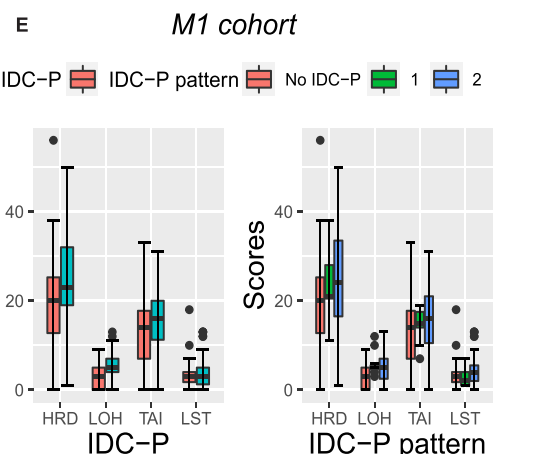 E
M1 cohort
IDC-P IDC-P pattern No IDC-P 1 2
40
20
0
HRD LOH TAI LST
IDC-P
Scores
40
20
0
HRD LOH TAI LST
IDC-P pattern